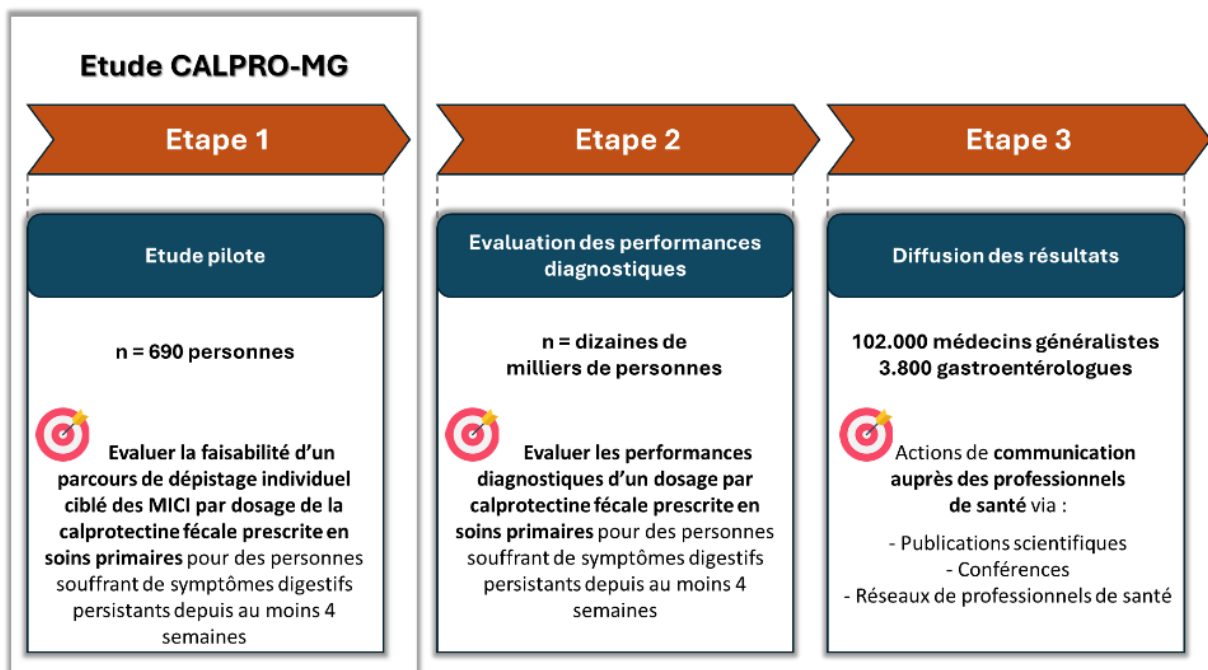 Etude CALPRO-MG
Etape 1
Etape 2
Etape 3
Etude pilote
n = 690 personnes
Evaluer la faisabilité d'un
parcours de dépistage individuel
ciblé des MICI par dosage de la
calprotectine fécale prescrite en
soins primaires pour des personnes
souffrant de symptômes digestifs
persistants depuis au moins 4
semaines
Evaluation des performances
diagnostiques
n = dizaines de
milliers de personnes
Evaluer les performances
diagnostiques d'un dosage par
calprotectine fécale prescrite en
soins primaires pour des personnes
souffrant de symptômes digestifs
persistants depuis au moins 4
semaines
Diffusion des résultats
102.000 médecins généralistes
3.800 gastroentérologues
Actions de communication
auprès des professionnels
de santé via :
- Publications scientifiques
- Conférences
- Réseaux de professionnels de santé